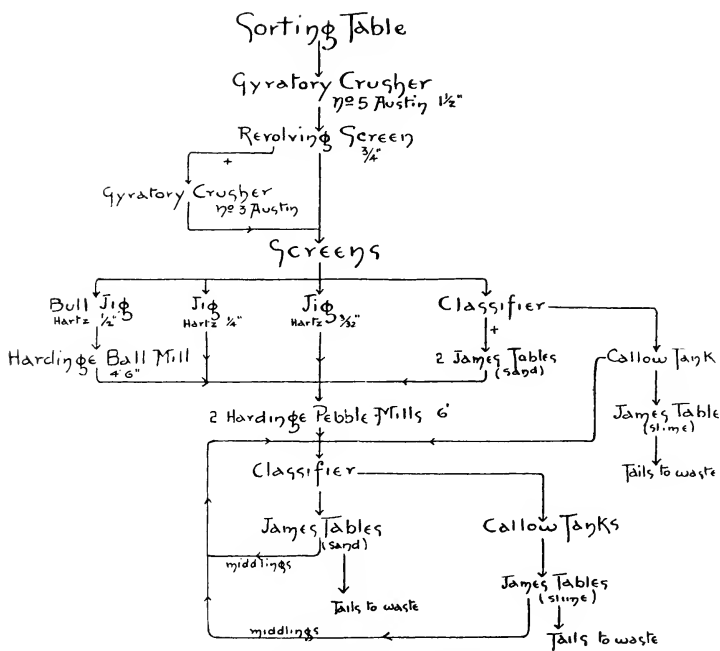 Sorting Table
Gyratory Crusher
No 5 Austin 1½"
Revolving Screen
¾"
+
Gyratory Crusher
No 3 Austin
Screens
Bull Jig
Hartz ½"
Jig
Hartz ¼"
Jig
Hartz 3/32"
Classifier
+
Hardinge Ball Mill
4' 6"
2 James Tables
(sand)
Callow Tank
2 Hardinge Pebble Mills 6'
James Table
(slime)
Tails to waste
Classifier
James Tables
(sand)
Callow Tanks
middlings
Tails to waste
James Tables
(slime)
middlings
Tails to waste